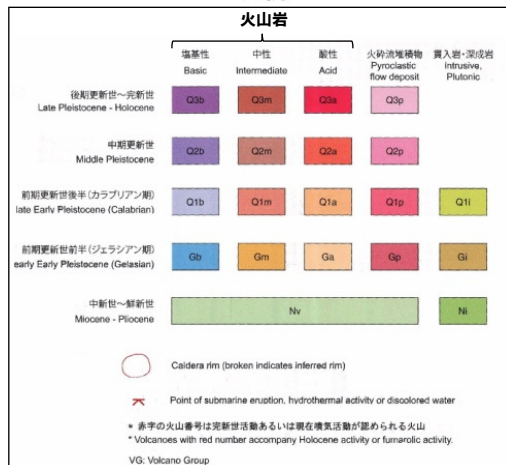 火山岩
塩基性 中性 酸性 火砕流堆積物 貫入岩・深成岩
Basic Intermediate Acid Pyroclastic flow deposit Intrusive, Plutonic
後期更新世～完新世
Late Pleistocene - Holocene
Q3b Q3m Q3a Q3p
中期更新世
Middle Pleistocene
Q2b Q2m Q2a Q2p
前期更新世後半(カラブリアン期)
late Early Pleistocene (Calabrian)
Q1b Q1m Q1a Q1p Q1i
前期更新世前半(ジェラシアン期)
early Early Pleistocene (Gelasian)
Gb Gm Ga Gp Gi
中新世～鮮新世
Miocene - Pliocene
Nv Ni
Caldera rim (broken indicates inferred rim)
Point of submarine eruption, hydrothermal activity or discolored water
* 赤字の火山番号は完新世活動あるいは現在噴気活動が認められる火山
* Volcanoes with red number accompany Holocene activity or fumarolic activity.
VG: Volcano Group